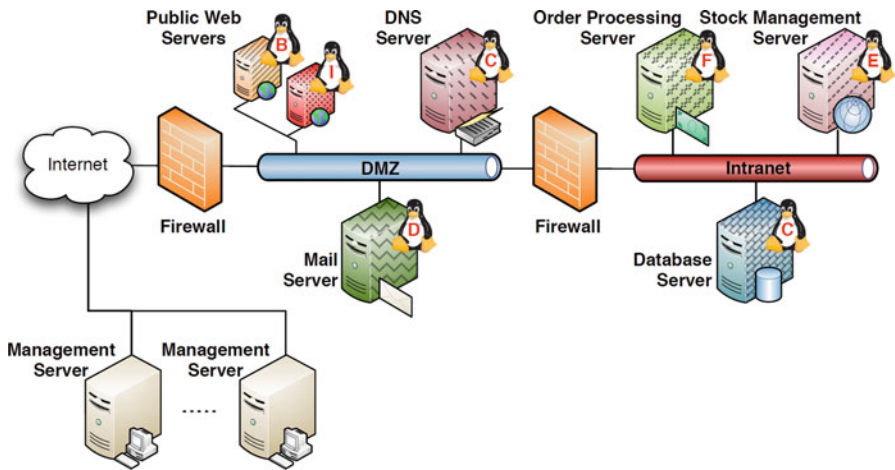 Public Web
Servers
B
I
DNS
Server
C
Order Processing
Server
F
Stock Management
Server
E
Internet
Firewall
DMZ
Firewall
Intranet
Mail
Server
D
Database
Server
C
Management
Server
Management
Server
.....